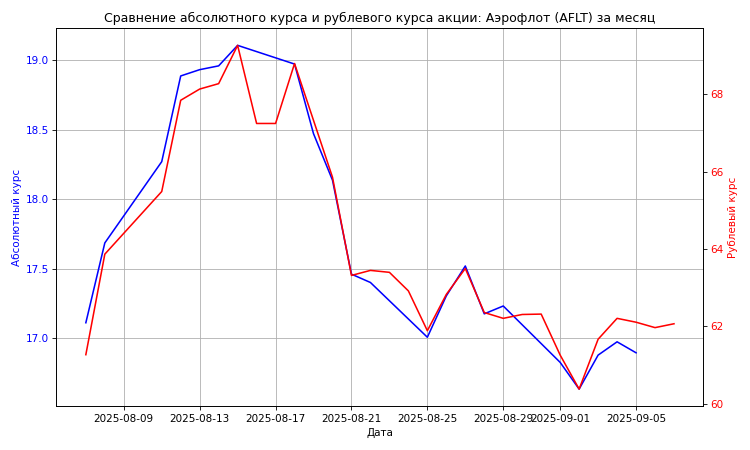 Сравнение абсолютного курса и рублевого курса акции: Аэрофлот (AFLT) за месяц
19.0
18.5
18.0
17.5
17.0
Абсолютный курс
68
66
64
62
60
Рублевый курс
2025-08-09 2025-08-13 2025-08-17 2025-08-21 2025-08-25 2025-08-29 2025-09-01 2025-09-05
Дата